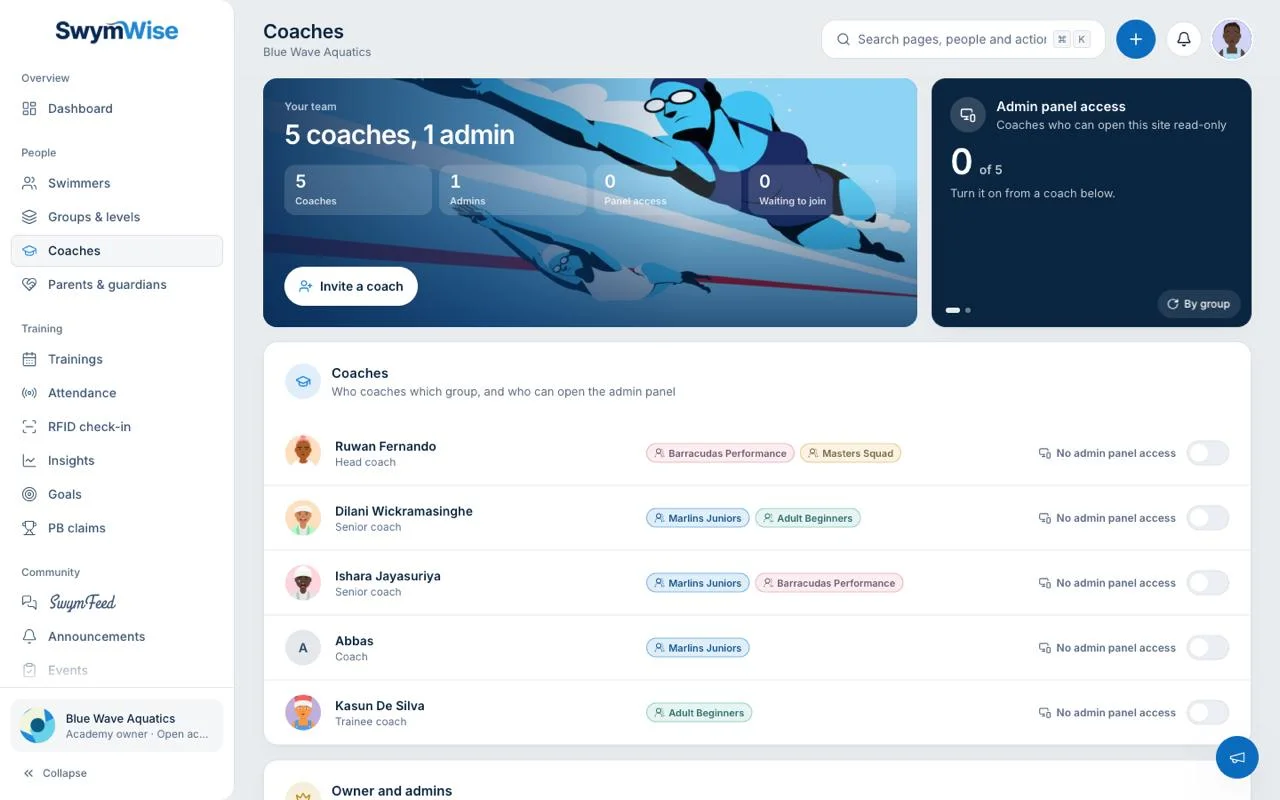 SwymWise
Overview
Dashboard
People
Swimmers
Groups & levels
Coaches
Parents & guardians
Training
Trainings
Attendance
RFID check-in
Insights
Goals
PB claims
Community
SwymFeed
Announcements
Events
Blue Wave Aquatics
Academy owner · Open ac...
Collapse
Coaches
Blue Wave Aquatics
Search pages, people and action
⌘ K
Your team
5 coaches, 1 admin
5
Coaches
1
Admins
0
Panel access
0
Waiting to join
Invite a coach
Admin panel access
Coaches who can open this site read-only
0 of 5
Turn it on from a coach below.
By group
Coaches
Who coaches which group, and who can open the admin panel
Ruwan Fernando
Head coach
Barracudas Performance
Masters Squad
No admin panel access
Dilani Wickramasinghe
Senior coach
Marlins Juniors
Adult Beginners
No admin panel access
Ishara Jayasuriya
Senior coach
Marlins Juniors
Barracudas Performance
No admin panel access
A
Abbas
Coach
Marlins Juniors
No admin panel access
Kasun De Silva
Trainee coach
Adult Beginners
No admin panel access
Owner and admins